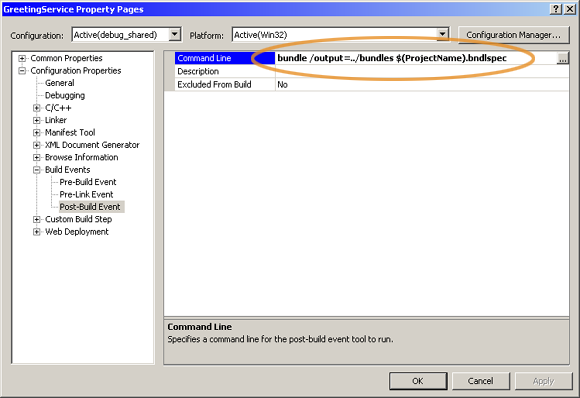 GreetingService Property Pages
Configuration: Active(debug_shared) Platform: Active(Win32) Configuration Manager...
Common Properties
Configuration Properties
General
Debugging
C/C++
Linker
Manifest Tool
XML Document Generator
Browse Information
Build Events
Pre-Build Event
Pre-Link Event
Post-Build Event
Custom Build Step
Web Deployment
Command Line bundle /output=../bundles $(ProjectName).bndlspec ...
Description
Excluded From Build No
Command Line
Specifies a command line for the post-build event tool to run.
OK Cancel Apply